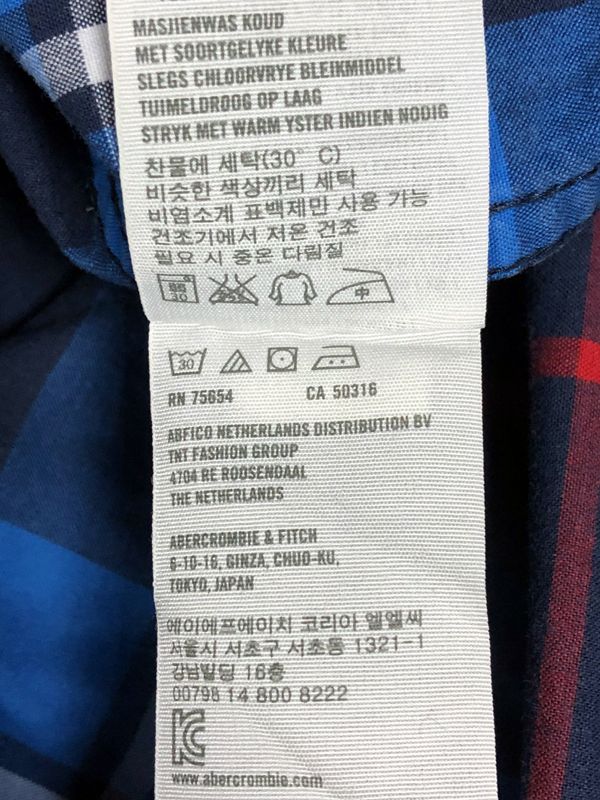 MASJIENWAS KOUD
MET SOORTGELYKE KLEURE
SLEGS CHLOORVRYE BLEIKMIDDEL
TUIMELDROOG OP LAAG
STRYK MET WARM YSTER INDIEN NODIG
찬물에 세탁(30° C)
비슷한 색상끼리 세탁
비염소계 표백제만 사용 가능
건조기에서 저온 건조
필요 시 중온 다림질
30 中
30
RN 75654 CA 50316
ABFICO NETHERLANDS DISTRIBUTION BV
TNT FASHION GROUP
4704 RE ROOSENDAAL
THE NETHERLANDS
ABERCROMBIE & FITCH
6-10-16, GINZA, CHUO-KU,
TOKYO, JAPAN
에이에프에이치 코리아 엘엘씨
서울시 서초구 서초동 1321-1
강남빌딩 16층
00798 14 800 8222
www.abercrombie.com